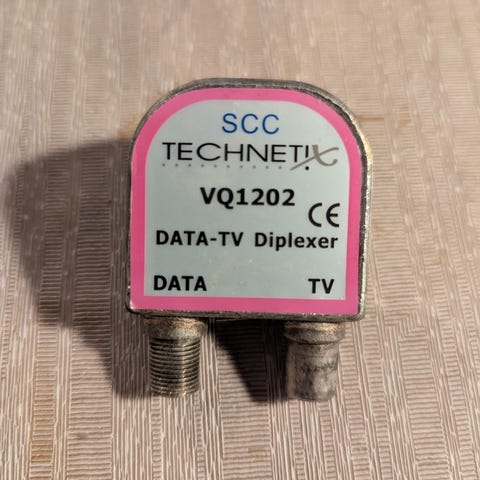 SCC
TECHNETIX
VQ1202
CE
DATA-TV Diplexer
DATA TV